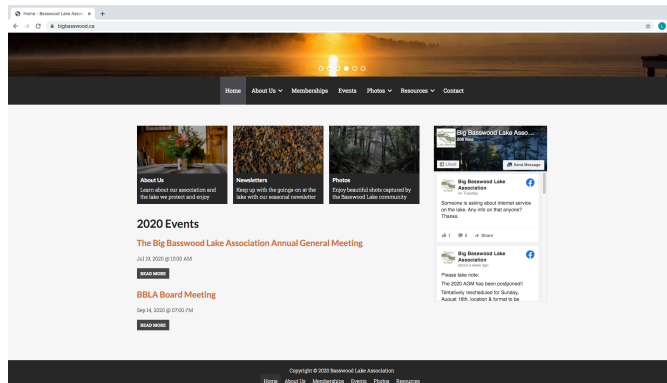 Home - Basswood Lake Assoc
bigbasswood.ca
Home About Us Memberships Events Photos Resources Contact
About Us
Learn about our association and
the lake we protect and enjoy
Newsletters
Keep up with the goings on at the
lake with our seasonal newsletter
Photos
Enjoy beautiful shots captured by
the Basswood Lake community
2020 Events
The Big Basswood Lake Association Annual General Meeting
Jul 19, 2020 @ 10:00 AM
READ MORE
BBLA Board Meeting
Sep 14, 2020 @ 07:00 PM
READ MORE
Big Basswood Lake Asso...
Liked
Send Message
Big Basswood Lake
Association
on Tuesday
Someone is asking about internet service
on the lake. Any info on that anyone?
Thanks.
1 5 Share
Big Basswood Lake
Association
about a week ago
Please take note:
The 2020 AGM has been postponed!!
Tentatively rescheduled for Sunday,
August 16th. location & format to be
Copyright © 2020 Basswood Lake Association
Home About Us Memberships Events Photos Resources